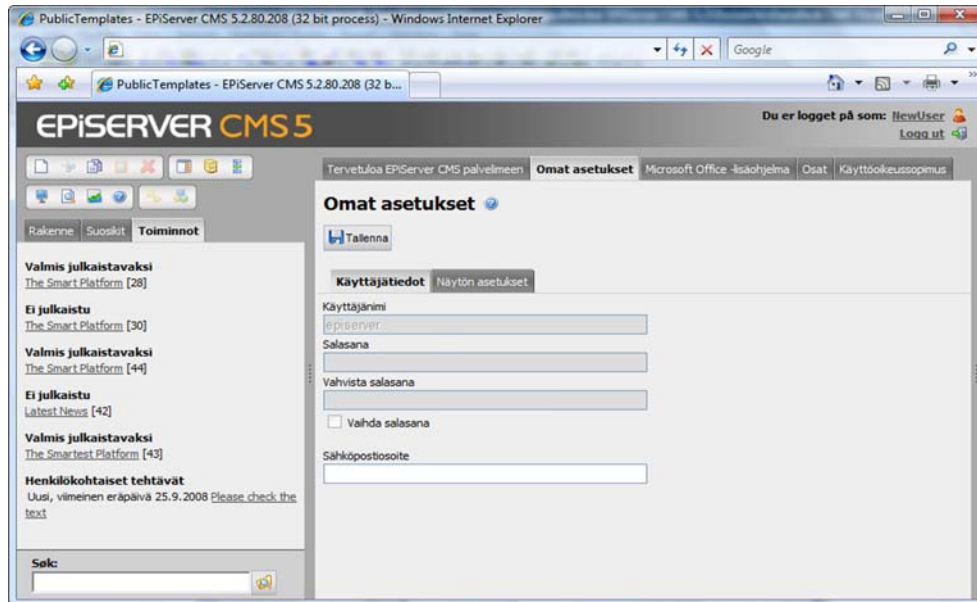 PublicTemplates - EPiServer CMS 5.2.80.208 (32 bit process) - Windows Internet Explorer
Google
PublicTemplates - EPiServer CMS 5.2.80.208 (32 b...
EPiSERVER CMS 5
Du er logget på som: NewUser
Logg ut
Tervetuloa EPiServer CMS palvelimeen Omat asetukset Microsoft Office -lisäohjelma Osat Käyttöoikeussopimus
Omat asetukset
Tallenna
Rakenne Suosikit Toiminnot
Valmis julkaistavaksi
The Smart Platform [28]
Ei julkaistu
The Smart Platform [30]
Valmis julkaistavaksi
The Smart Platform [44]
Ei julkaistu
Latest News [42]
Valmis julkaistavaksi
The Smartest Platform [43]
Henkilökohtaiset tehtävät
Uusi, viimeinen eräpäivä 25.9.2008 Please check the
text
Søk:
Käyttäjätiedot Näytön asetukset
Käyttäjänimi
episerver
Salasana
Vahvista salasana
Vaihda salasana
Sähköpostiosoite